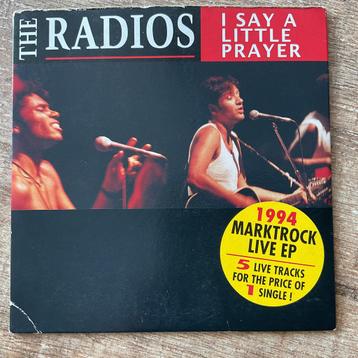 THE RADIOS
I SAY A
LITTLE
PRAYER
1994
MARKTROCK
LIVE EP
5 LIVE TRACKS
FOR THE PRICE OF
1 SINGLE !